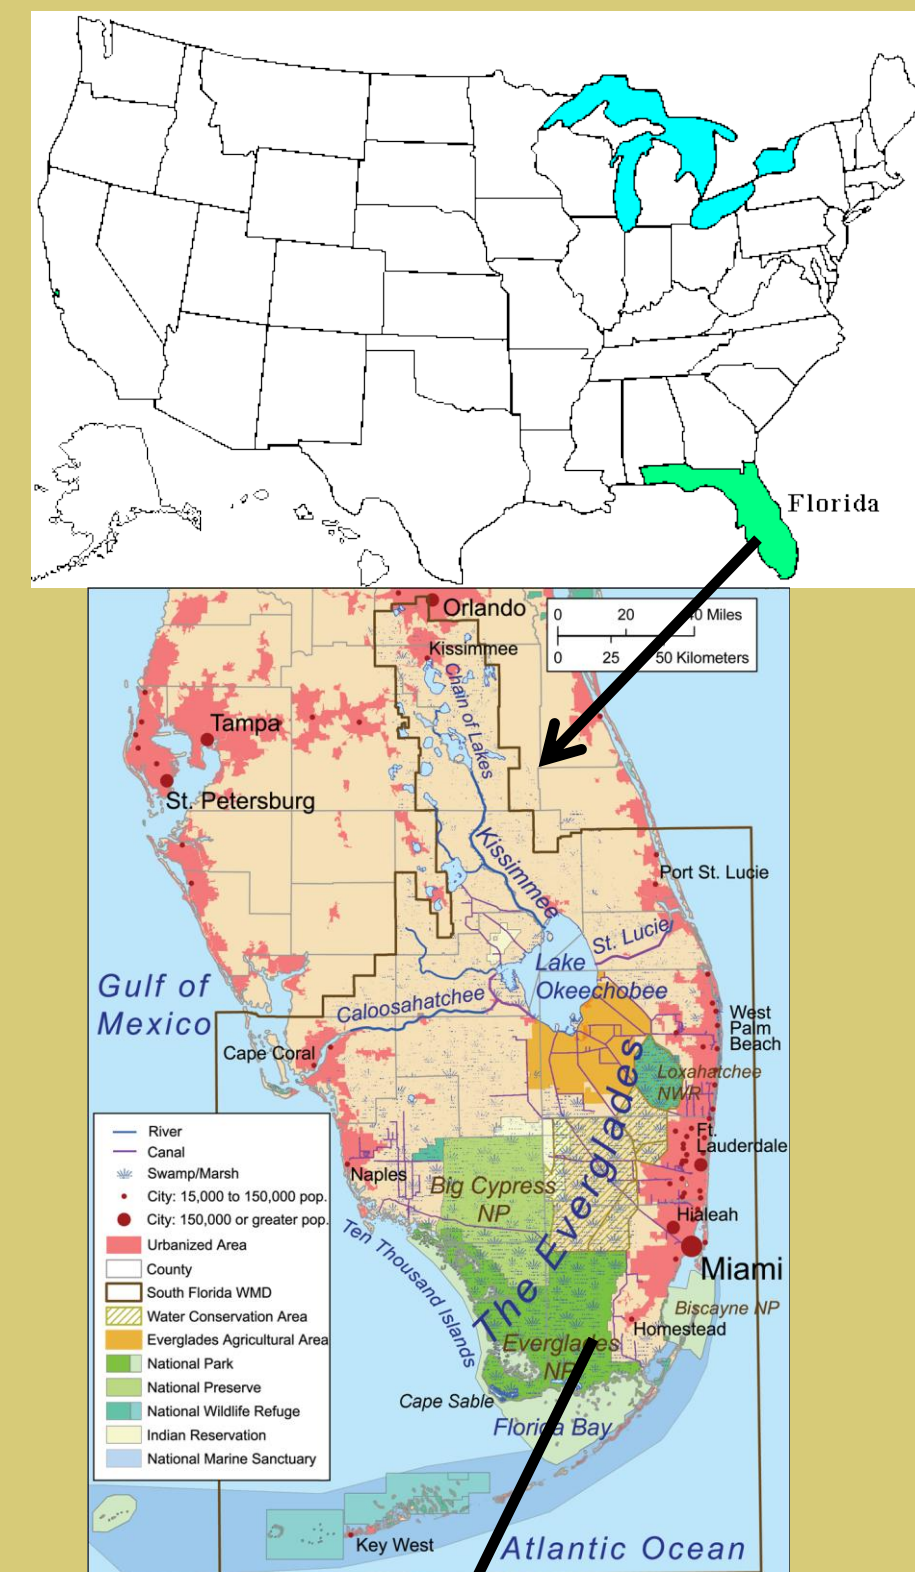 Florida
Orlando
0 20 40 Miles
0 25 50 Kilometers
Kissimmee
Chain of Lakes
Tampa
St. Petersburg
Kissimmee
Port St. Lucie
St. Lucie
Lake
Okeechobee
Gulf of
Mexico
Caloosahatchee
West
Palm
Beach
Cape Coral
Loxahatchee
NWR
The Everglades
Ft.
Lauderdale
River
Canal
Swamp/Marsh
City: 15,000 to 150,000 pop.
City: 150,000 or greater pop.
Urbanized Area
County
South Florida WMD
Water Conservation Area
Everglades Agricultural Area
National Park
National Preserve
National Wildlife Refuge
Indian Reservation
National Marine Sanctuary
Naples
Big Cypress
NP
Hialeah
Miami
Ten Thousand Islands
Biscayne NP
Homestead
Everglades
NP
Cape Sable
Florida Bay
Key West
Atlantic Ocean